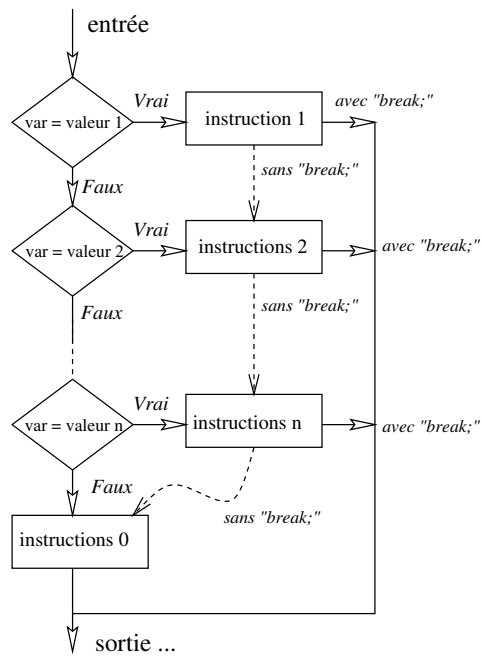 entrée
Vrai
avec "break;"
var = valeur 1
instruction 1
sans "break;"
Faux
Vrai
var = valeur 2
instructions 2
avec "break;"
sans "break;"
Faux
Vrai
var = valeur n
instructions n
avec "break;"
Faux
sans "break;"
instructions 0
sortie ...